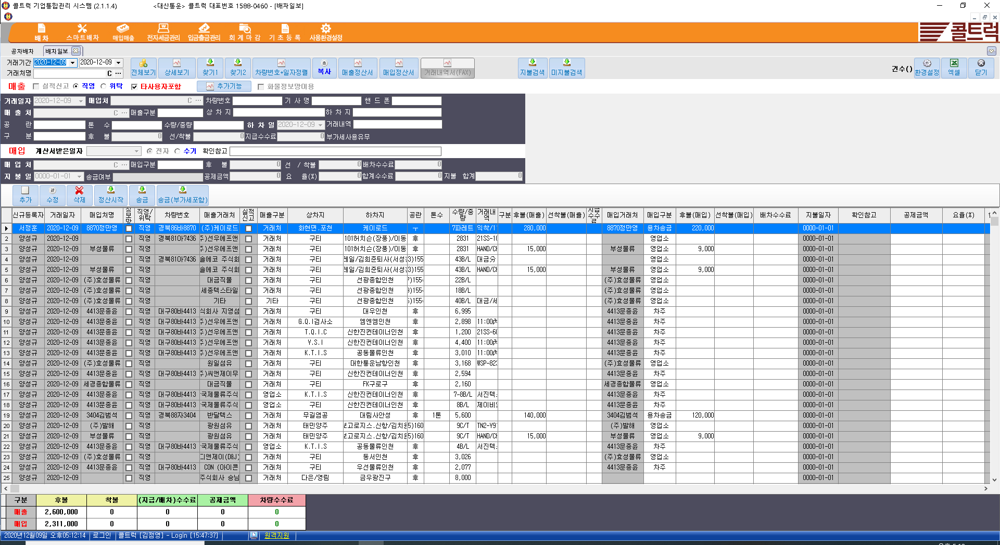 콜트럭 기업통합관리 시스템 (2.1.1.4) <대산통운> 콜트럭 대표번호 1588-0460 - [배차일보]
배차 스마트배차 매입매출 전자세금관리 입금출금관리 회계마감 기초등록 사용환경설정 콜트럭
공차배차 배차일보
거래기간 2020-12-09 2020-12-09
거래처명 C ···
전체보기 상세보기 찾기1 찾기2 차량번호+일자정렬 복사 매출정산서 매입정산서 거래내역서(FAX) 지불검색 미지불검색 건수() 환경설정 엑셀 닫기
매출 실적신고 직영 위탁 타사용자포함 추가기능 화물정보망이용
거래일자 2020-12-09 매입처 C ··· 차량번호 기 사 명 핸 드 폰
매 출 처 C ··· 매출구분 상 차 지 하 차 지
공 란 톤 수 수량/중량 하 차 일 2020-12-09 거래내역
구 분 후 불 0 선/착불 0 지급수수료 0 부가세사용유무
매입 계산서받은일자 전자 수기 확인참고
매 입 처 C ··· 매입구분 후 불 0 선 / 착불 0 배차수수료 0
지 불 일 0000-01-01 송금여부 공제금액 0 요 율(%) 0 합계수수료 0 지불 합계 0
추가 수정 삭제 정산시작 송금 송금(부가세포함)
신규등록자 거래일자 매입처명 직영/위탁 차량번호 매출거래처 실적신고 매출구분 상차지 하차지 공란 톤수 수량/중량 거래내역 구분 후불(매출) 선착불(매출) 매입거래처 매입구분 후불(매입) 선착불(매입) 배차수수료 지불일자 확인참고 공제금액 요율(%)
서정훈 2020-12-09 8870정만영 직영 경북86바8870 (주)케이로드 거래처 화현면.포천 케이로드 ㅜ 7파레트 익착/1 280,000 8870정만영 용차송금 220,000 0000-01-01
2 양성규 2020-12-09 직영 경북81아7436 주)선우에프앤 거래처 구티 101허치슨(장풍)/이동 후 2831 21SS-10 영업소 0000-01-01
3 양성규 2020-12-09 부성물류 직영 주)선우에프앤 거래처 구티 101허치슨(장풍)/이동 후 2831 HAND/CH 15,000 부성물류 영업소 9,000 0000-01-01
4 양성규 2020-12-09 직영 경북81아7436 솔에코 주식회 거래처 구티 레일/김희준퇴사(서성 3)155 43B/L 대금分 영업소 0000-01-01
5 양성규 2020-12-09 부성물류 직영 솔에코 주식회 거래처 구티 레일/김희준퇴사(서성 3)155 43B/L HAND/CH 15,000 부성물류 영업소 9,000 0000-01-01
6 양성규 2020-12-09 (주)효성물류 직영 대금직물 거래처 구티 선광종합인천 7)155 22B/L (주)효성물류 영업소 0000-01-01
7 양성규 2020-12-09 (주)효성물류 직영 세종텍스타일 거래처 구티 선광종합인천 )155 18B/L (주)효성물류 영업소 0000-01-01
8 양성규 2020-12-09 (주)효성물류 직영 기타 기타 구티 선광종합인천 5)155 40B/L 대금/세 (주)효성물류 영업소 0000-01-01
9 양성규 2020-12-09 4413문종윤 직영 대구80바4413 식회사 지영섬 거래처 구티 대우인천 후 6,995 4413문종윤 차주 0000-01-01
10 양성규 2020-12-09 4413문종윤 직영 대구80바4413 주)선우에프앤 거래처 G.Q.I검사소 엠엔엠인천 후 2,898 11:00 4413문종윤 차주 0000-01-01
11 양성규 2020-12-09 4413문종윤 직영 대구80바4413 주)선우에프앤 거래처 T.Q.I.C 신한진컨테이너인천 후 1,200 21SS-60 4413문종윤 차주 0000-01-01
12 양성규 2020-12-09 4413문종윤 직영 대구80바4413 주)선우에프앤 거래처 Y.S.I 신한진컨테이너인천 후 4,400 11:00 4413문종윤 차주 0000-01-01
13 양성규 2020-12-09 4413문종윤 직영 대구80바4413 주)선우에프앤 거래처 K.T.I.S 공동물류인천 후 3,010 11:00 4413문종윤 차주 0000-01-01
14 양성규 2020-12-09 (주)효성물류 직영 원일섬유 거래처 구티 대한통운남항인천 후 3,168 WSP-823 (주)효성물류 영업소 0000-01-01
15 양성규 2020-12-09 4413문종윤 직영 대구80바4413 주)씨앤제이무 거래처 구티 신한진컨테이너인천 후 2,594 4413문종윤 차주 0000-01-01
16 양성규 2020-12-09 세경종합물류 직영 대금직물 거래처 구티 FK구로구 후 2,160 세경종합물류 영업소 0000-01-01
17 양성규 2020-12-09 4413문종윤 직영 대구80바4413 국제물류주식 영업소 K.T.I.S 신한진컨테이너인천 후 7~8B/L 서진텍 4413문종윤 차주 0000-01-01
18 양성규 2020-12-09 4413문종윤 직영 대구80바4413 국제물류주식 영업소 구티 신한진컨테이너인천 후 8B/L 제이비 4413문종윤 차주 0000-01-01
19 양성규 2020-12-09 3404김범석 직영 경북88자3404 반달텍스 거래처 무길염공 대림사안성 후 1톤 5,600 140,000 3404김범석 용차송금 120,000 0000-01-01
20 양성규 2020-12-09 (주)발해 직영 광원섬유 거래처 태민양주 고로지스.신항/김치운 5)160 9C/T TN2-Y9 (주)발해 영업소 0000-01-01
21 양성규 2020-12-09 부성물류 직영 광원섬유 거래처 태민양주 고로지스.신항/김치운 5)160 9C/T HAND/CH 15,000 부성물류 영업소 9,000 0000-01-01
22 양성규 2020-12-09 4413문종윤 직영 대구80바4413 국제물류주식 영업소 K.T.I.S 공동물류인천 후 4B/L 서진텍 4413문종윤 차주 0000-01-01
23 양성규 2020-12-09 (주)효성물류 직영 디앤제이(D&J) 거래처 구티 동서인천 후 3,026 (주)효성물류 영업소 0000-01-01
24 양성규 2020-12-09 4413문종윤 직영 대구80바4413 CON (아이콘 거래처 구티 우선물류인천 후 2,077 4413문종윤 차주 0000-01-01
25 양성규 2020-12-09 직영 주식회사 승님 거래처 다은/영림 금우광진구 후 8,000 0000-01-01
구분 후불 착불 (지급/배차)수수료 공제금액 차량수수료
매출 2,600,000 0 0 0 0
매입 2,311,000 0 0 0 0
2020년12월09일 오후05:12:14 로그인 콜트럭 [김점영] - Login [15:47:37] 원격지원